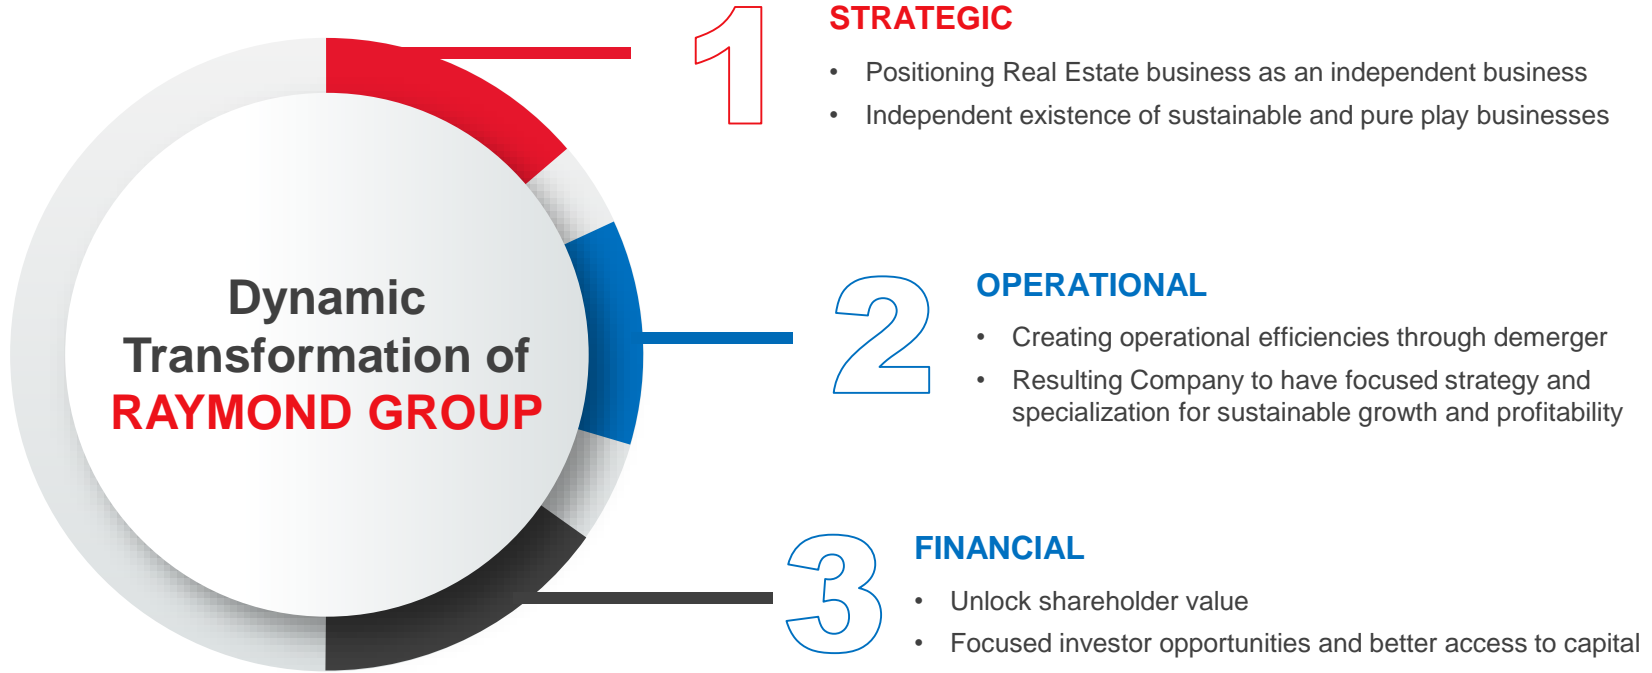 Dynamic
Transformation of
RAYMOND GROUP
1
STRATEGIC
• Positioning Real Estate business as an independent business
• Independent existence of sustainable and pure play businesses
2
OPERATIONAL
• Creating operational efficiencies through demerger
• Resulting Company to have focused strategy and
specialization for sustainable growth and profitability
3
FINANCIAL
• Unlock shareholder value
• Focused investor opportunities and better access to capital